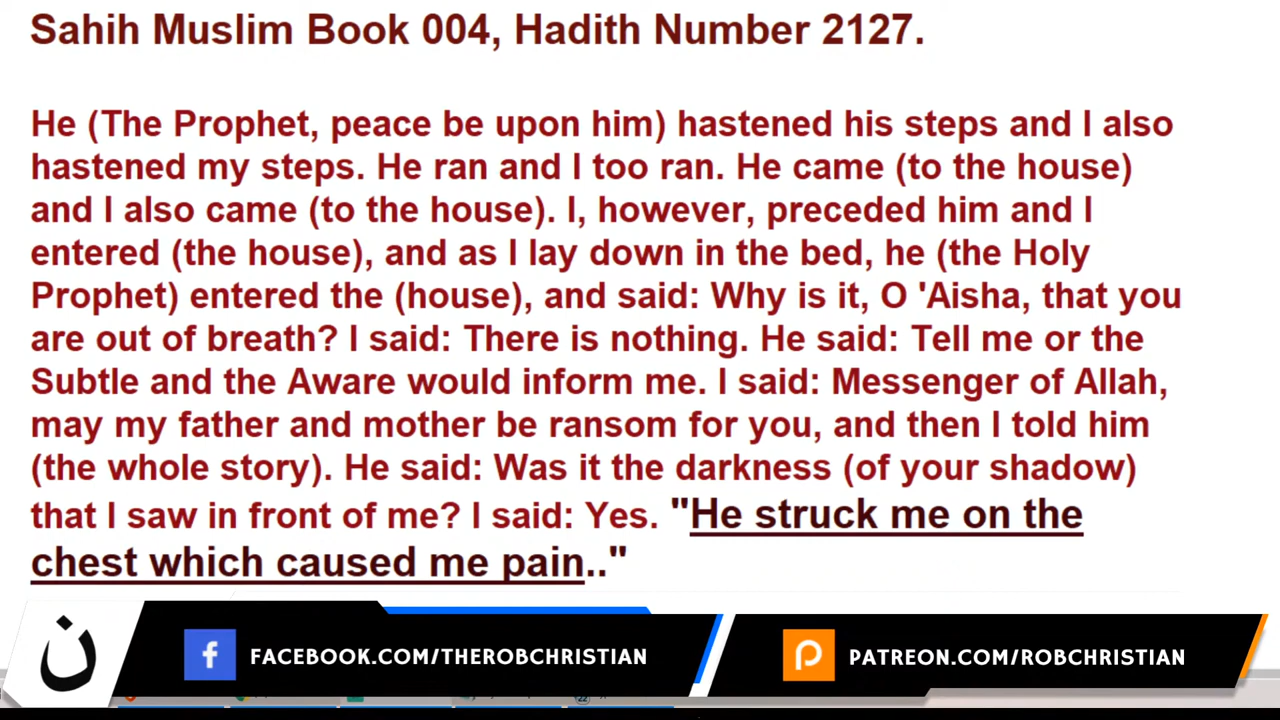 Sahih Muslim Book 004, Hadith Number 2127.
He (The Prophet, peace be upon him) hastened his steps and I also
hastened my steps. He ran and I too ran. He came (to the house)
and I also came (to the house). I, however, preceded him and I
entered (the house), and as I lay down in the bed, he (the Holy
Prophet) entered the (house), and said: Why is it, O 'Aisha, that you
are out of breath? I said: There is nothing. He said: Tell me or the
Subtle and the Aware would inform me. I said: Messenger of Allah,
may my father and mother be ransom for you, and then I told him
(the whole story). He said: Was it the darkness (of your shadow)
that I saw in front of me? I said: Yes. "He struck me on the
chest which caused me pain.."
ن
FACEBOOK.COM/THEROBCHRISTIAN
PATREON.COM/ROBCHRISTIAN